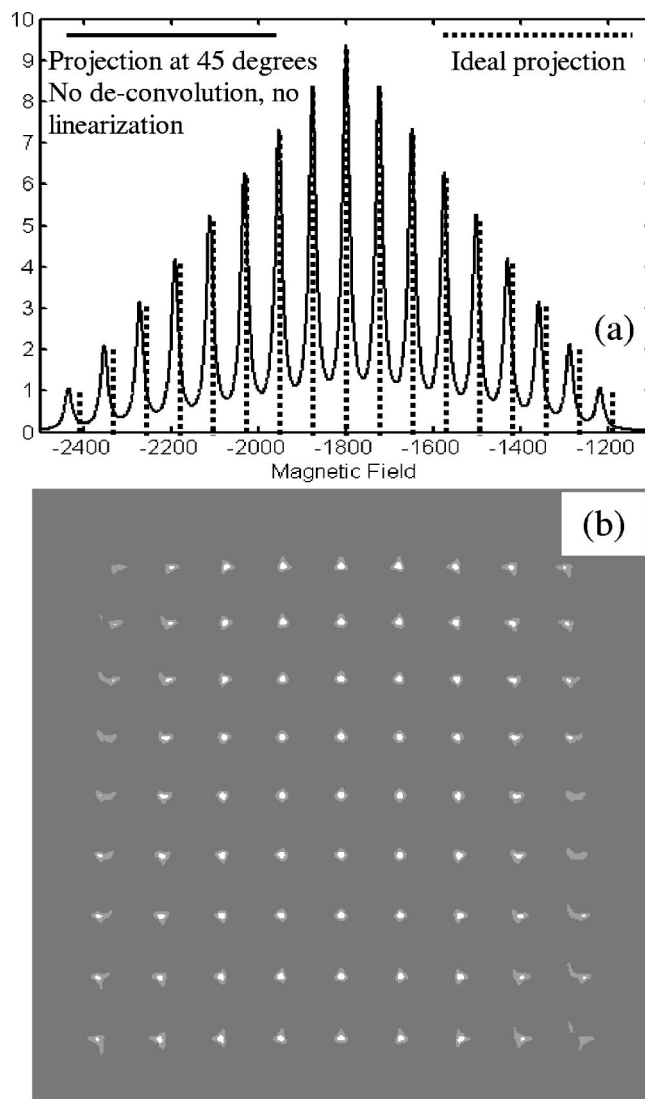 10
Projection at 45 degrees
No de-convolution, no
linearization
Ideal projection
9
8
7
6
5
4
3
2
1
0
(a)
-2400 -2200 -2000 -1800 -1600 -1400 -1200
Magnetic Field
(b)